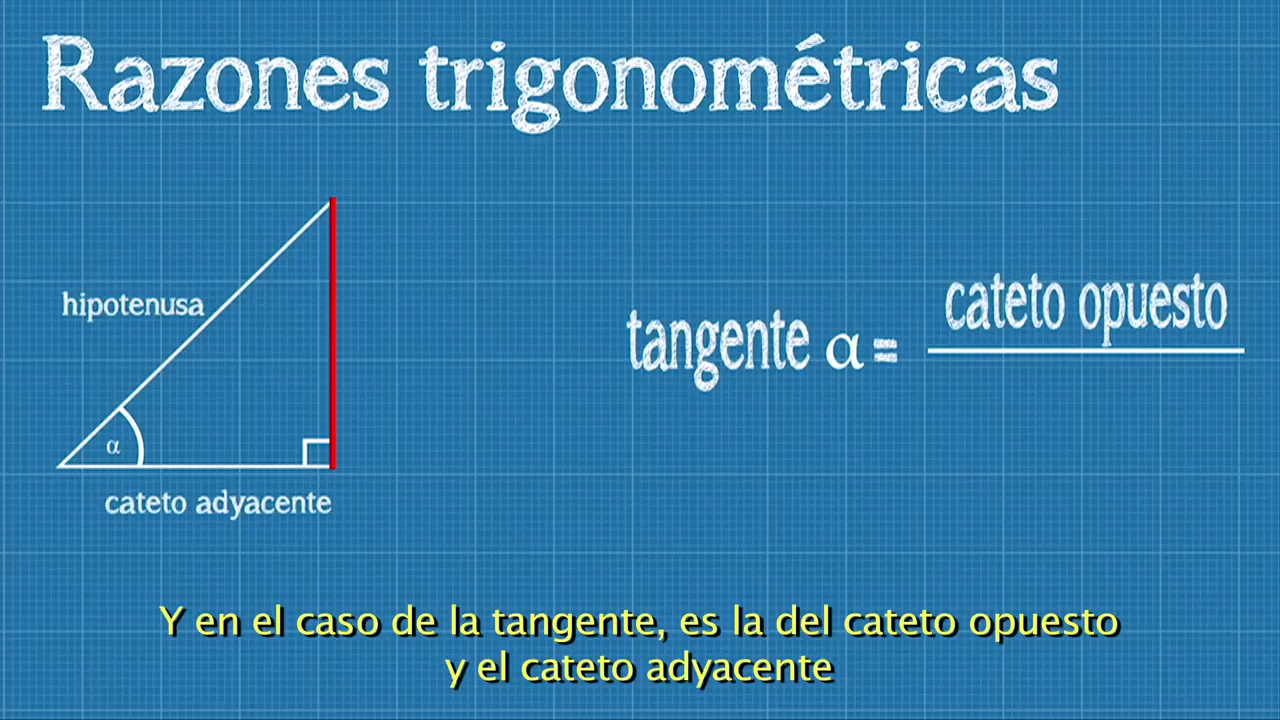 Razones trigonométricas
hipotenusa
α
cateto adyacente
tangente α =
cateto opuesto
Y en el caso de la tangente, es la del cateto opuesto
y el cateto adyacente